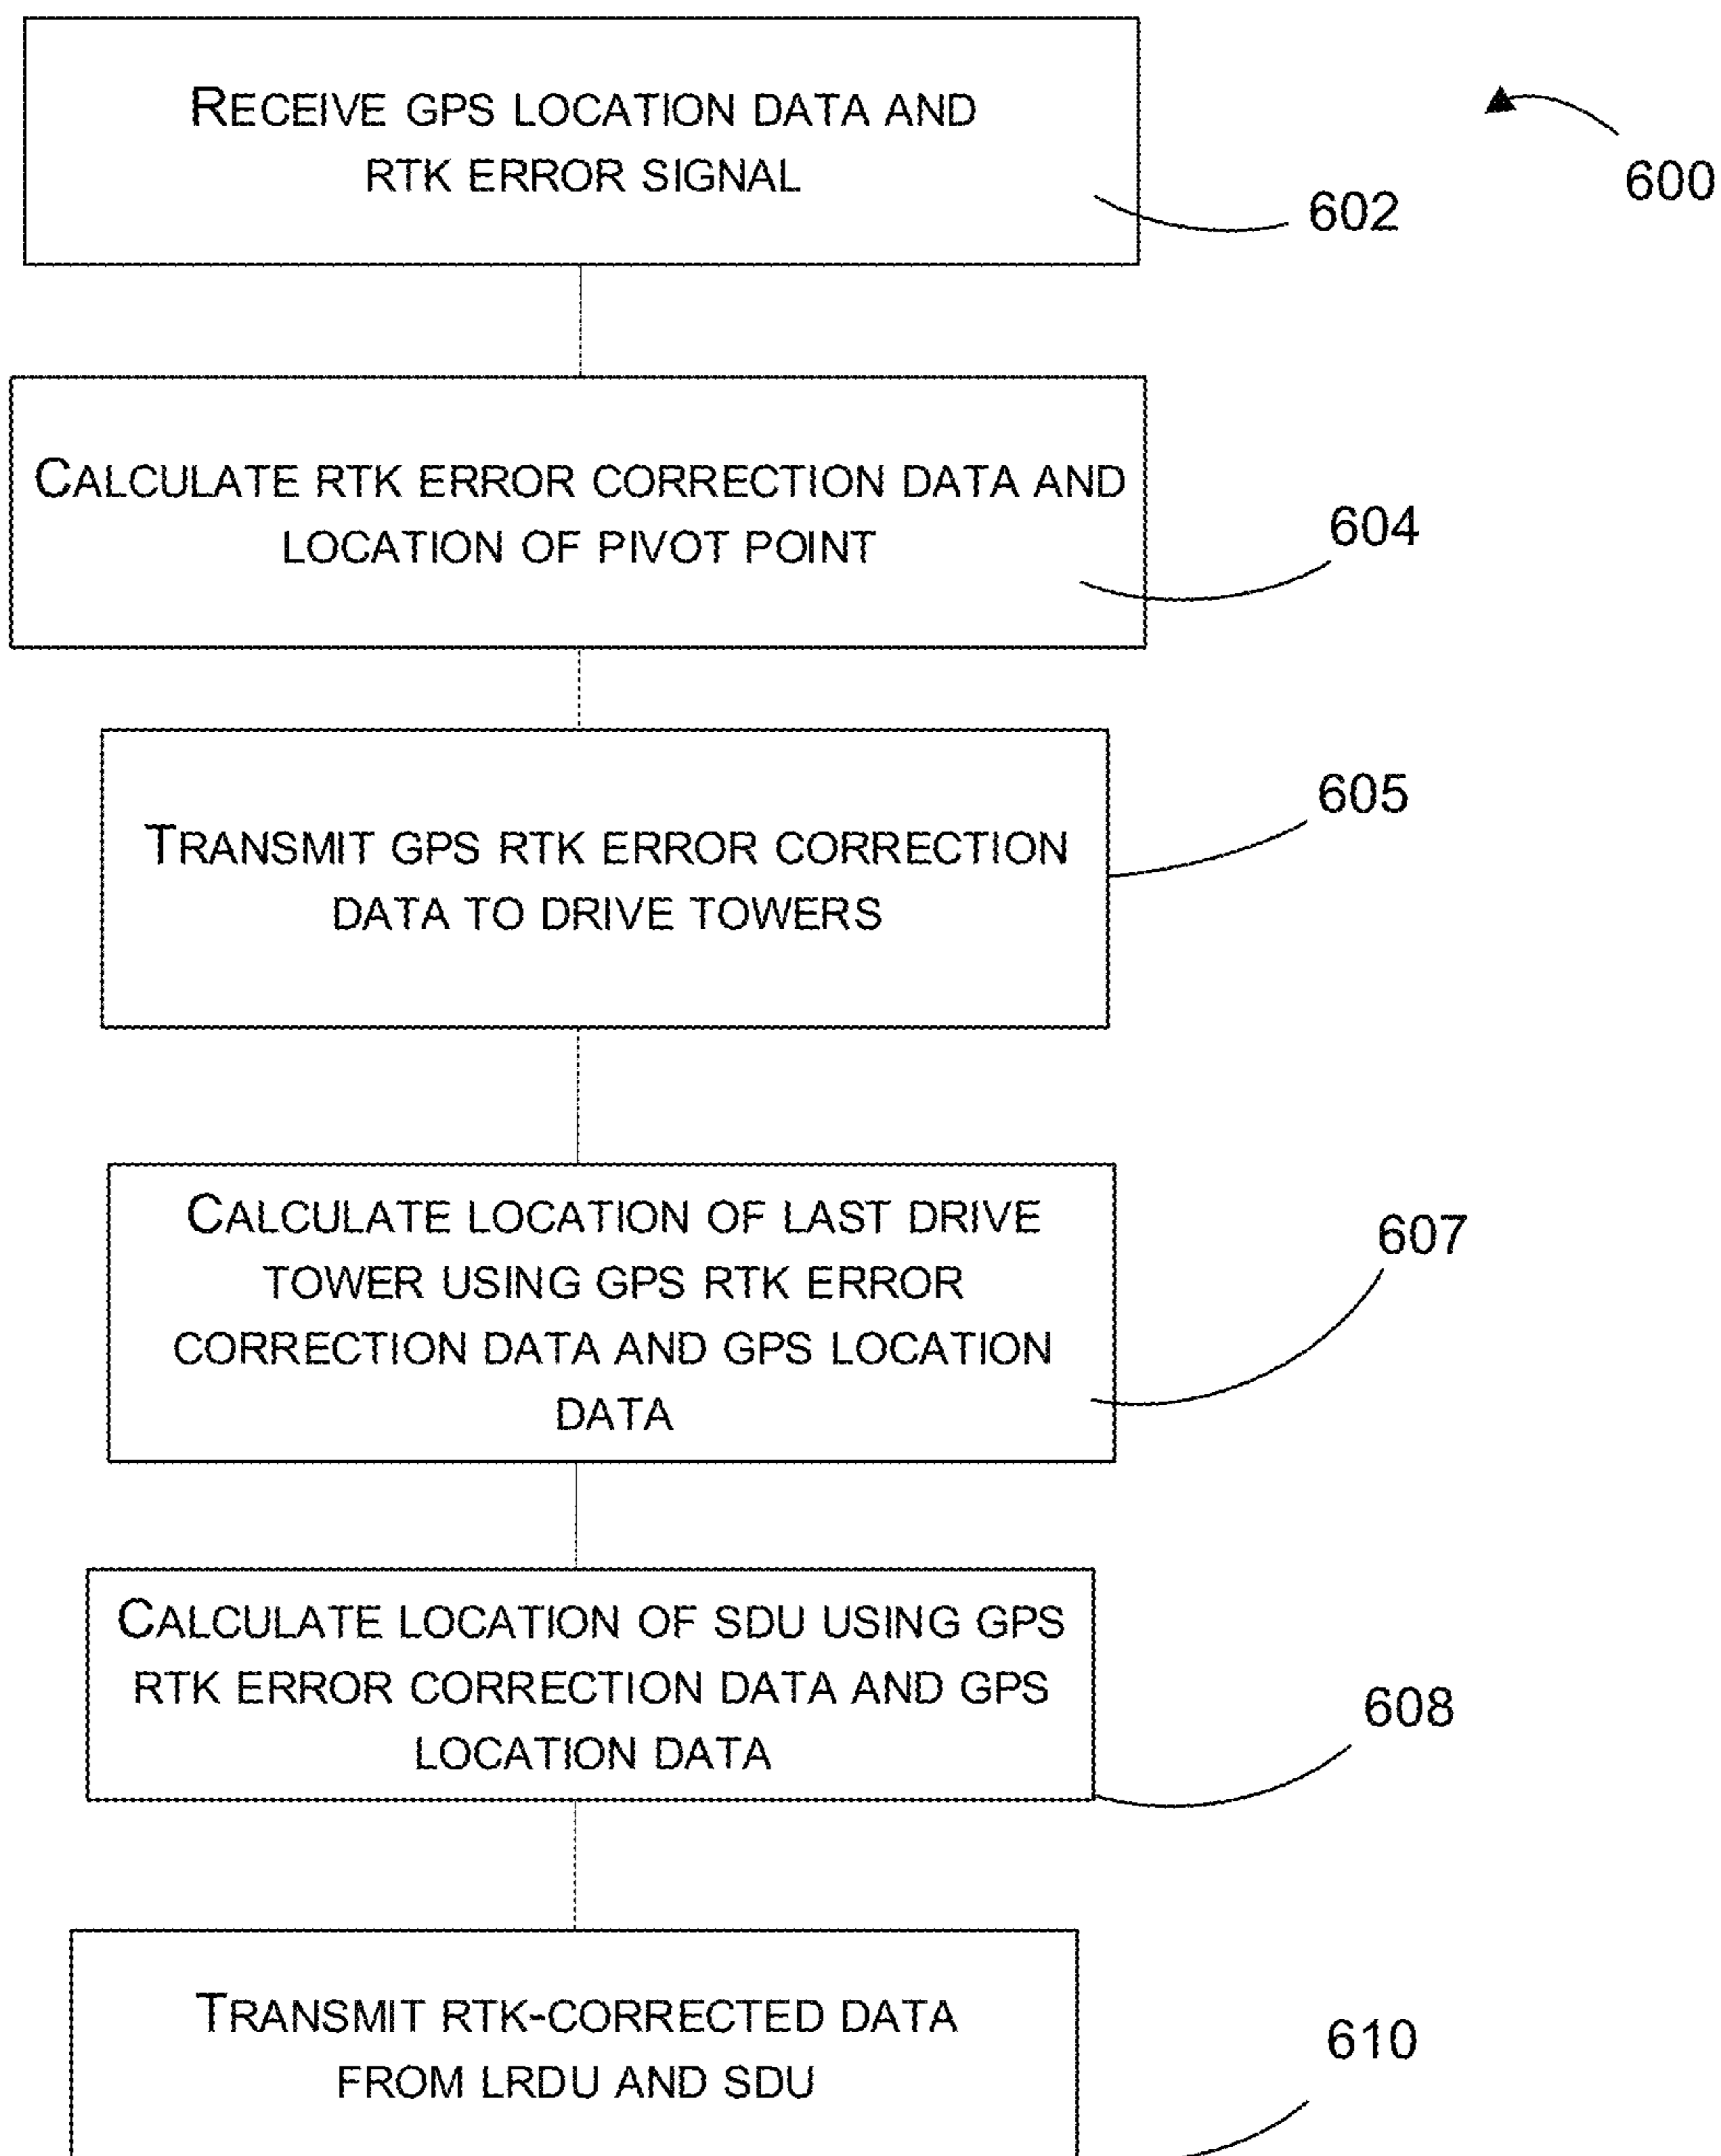 RECEIVE GPS LOCATION DATA AND
RTK ERROR SIGNAL
600
602
CALCULATE RTK ERROR CORRECTION DATA AND
LOCATION OF PIVOT POINT
604
605
TRANSMIT GPS RTK ERROR CORRECTION
DATA TO DRIVE TOWERS
CALCULATE LOCATION OF LAST DRIVE
TOWER USING GPS RTK ERROR
CORRECTION DATA AND GPS LOCATION
DATA
607
CALCULATE LOCATION OF SDU USING GPS
RTK ERROR CORRECTION DATA AND GPS
LOCATION DATA
608
TRANSMIT RTK-CORRECTED DATA
FROM LRDU AND SDU
610